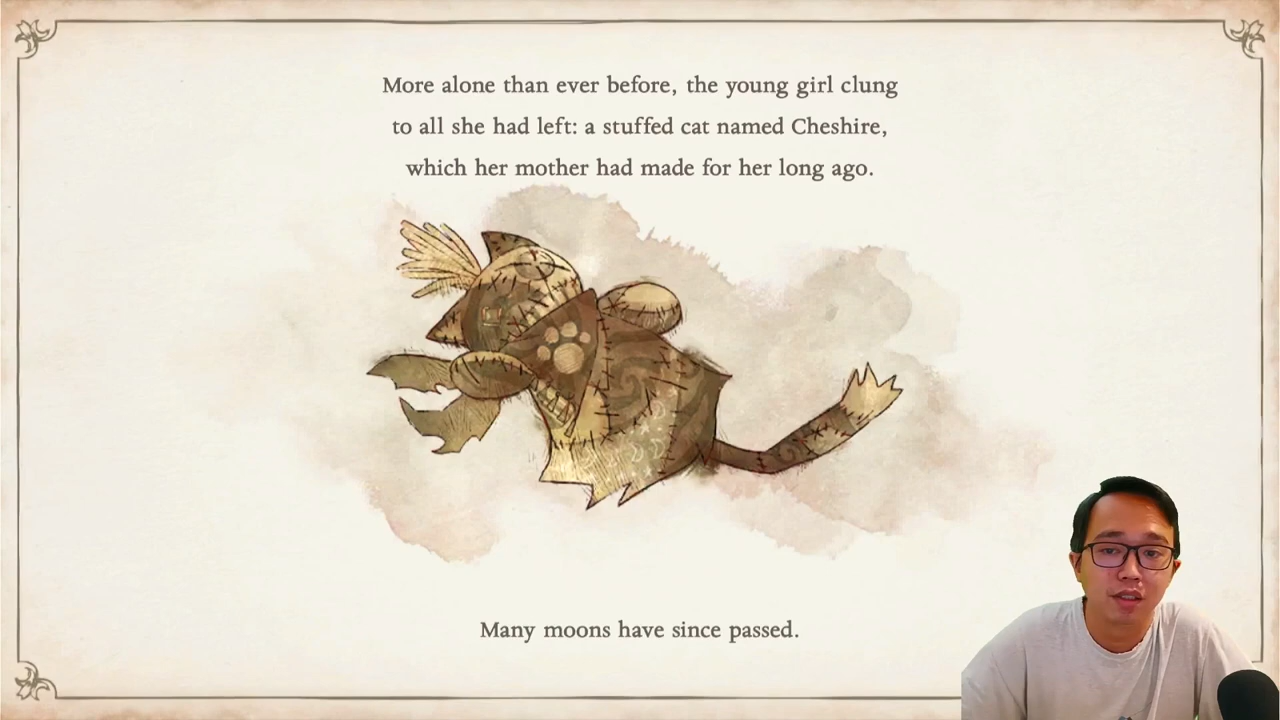 More alone than ever before, the young girl clung
to all she had left: a stuffed cat named Cheshire,
which her mother had made for her long ago.
Many moons have since passed.